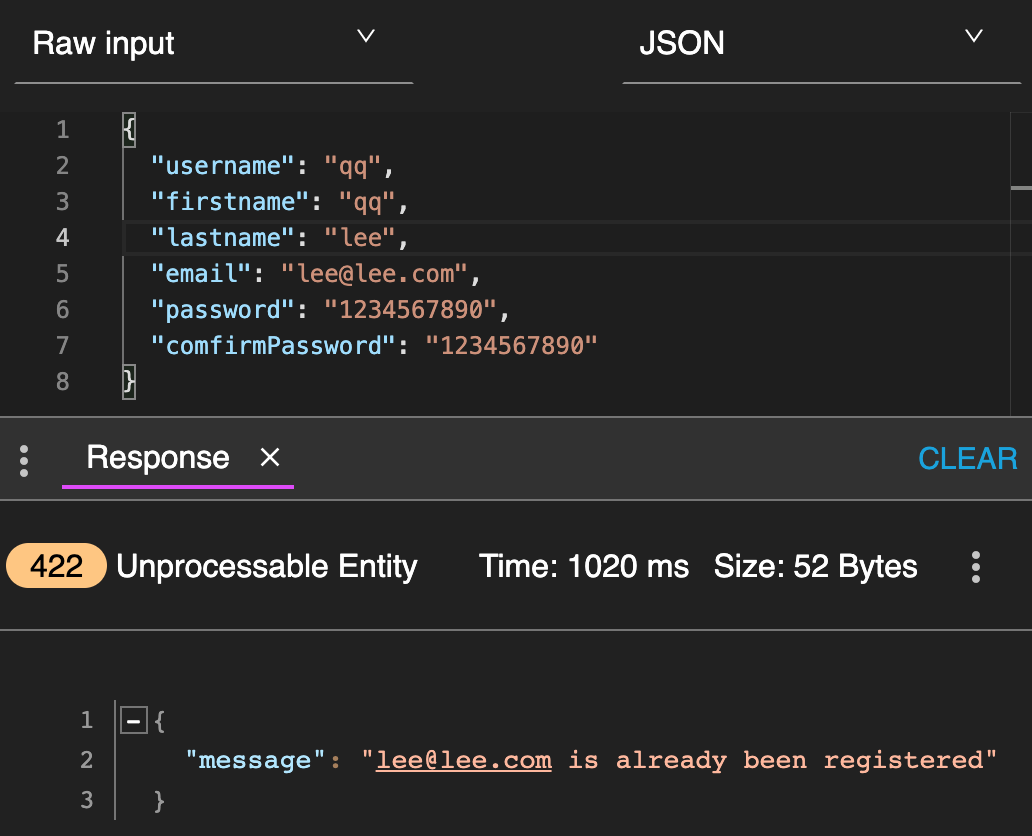 Raw input JSON
1 {
2 "username": "qq",
3 "firstname": "qq",
4 "lastname": "lee",
5 "email": "lee@lee.com",
6 "password": "1234567890",
7 "comfirmPassword": "1234567890"
8 }
Response × CLEAR
422 Unprocessable Entity Time: 1020 ms Size: 52 Bytes
1 {
2 "message": "lee@lee.com is already been registered"
3 }